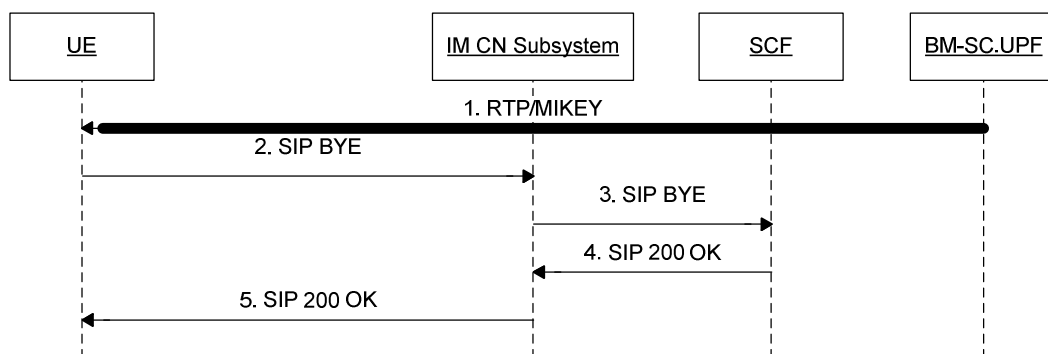 UE
IM CN Subsystem
SCF
BM-SC.UPF
1. RTP/MIKEY
2. SIP BYE
3. SIP BYE
4. SIP 200 OK
5. SIP 200 OK